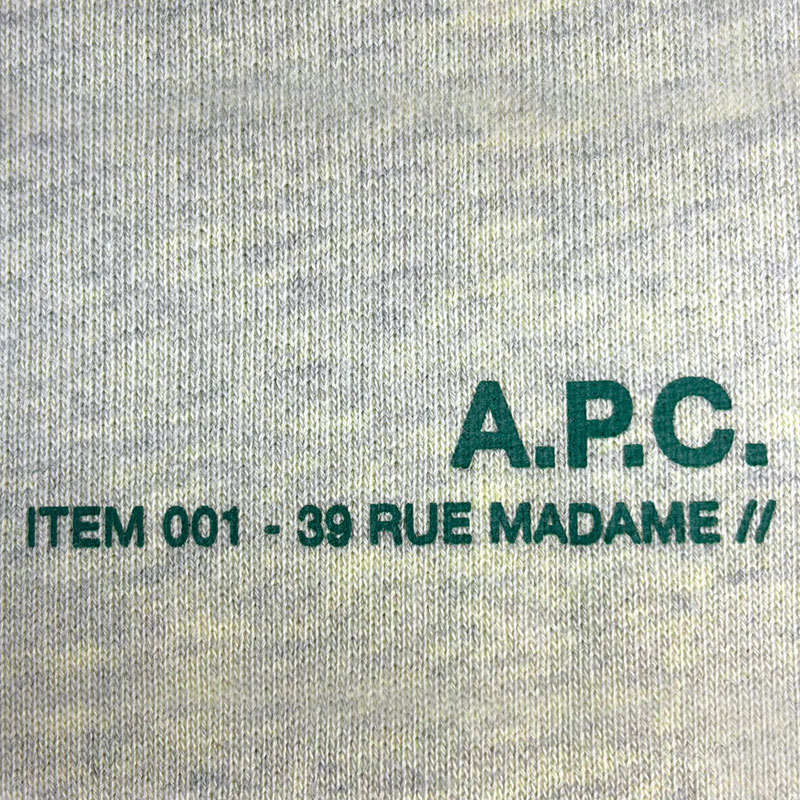 A.P.C.
ITEM 001 - 39 RUE MADAME //